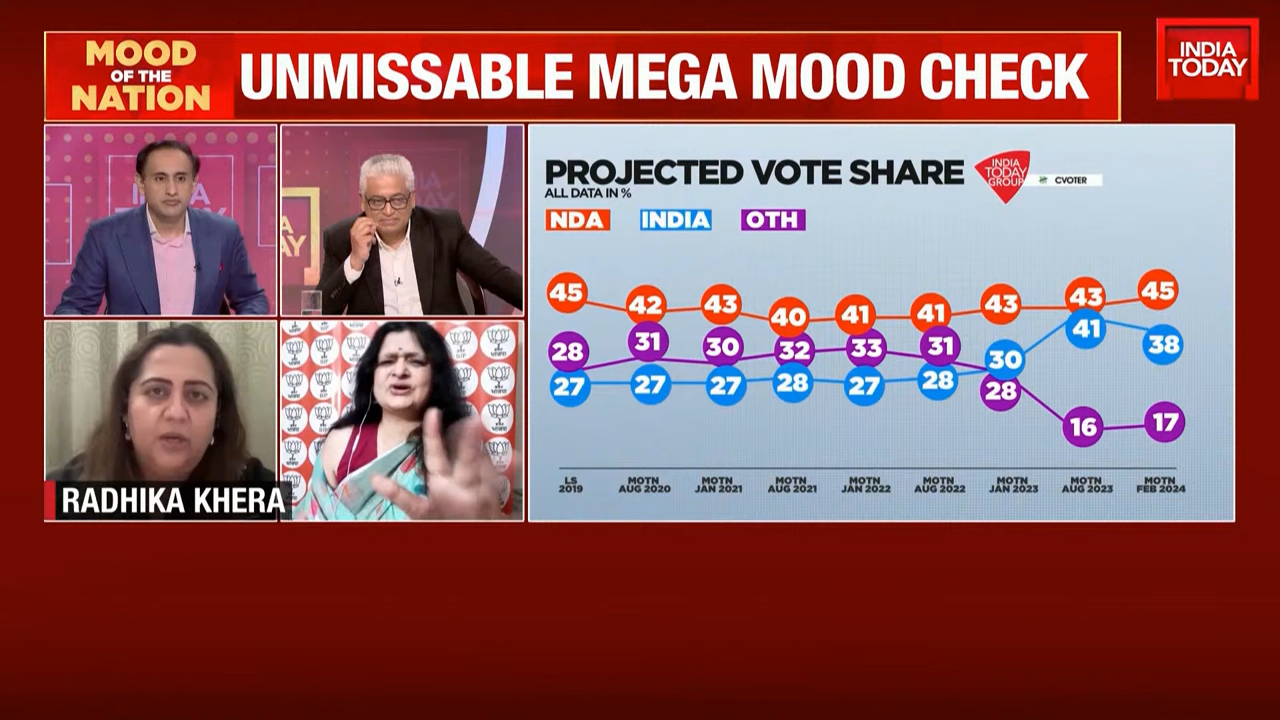 MOOD
OF THE
NATION
UNMISSABLE MEGA MOOD CHECK
INDIA
TODAY
RADHIKA KHERA
PROJECTED VOTE SHARE
ALL DATA IN %
INDIA
TODAY
GROUP
CVOTER
NDA INDIA OTH
45 42 43 40 41 41 43 43 45
28 31 30 32 33 31 28 16 17
27 27 27 28 27 28 30 41 38
LS
2019
MOTN
AUG 2020
MOTN
JAN 2021
MOTN
AUG 2021
MOTN
JAN 2022
MOTN
AUG 2022
MOTN
JAN 2023
MOTN
AUG 2023
MOTN
FEB 2024